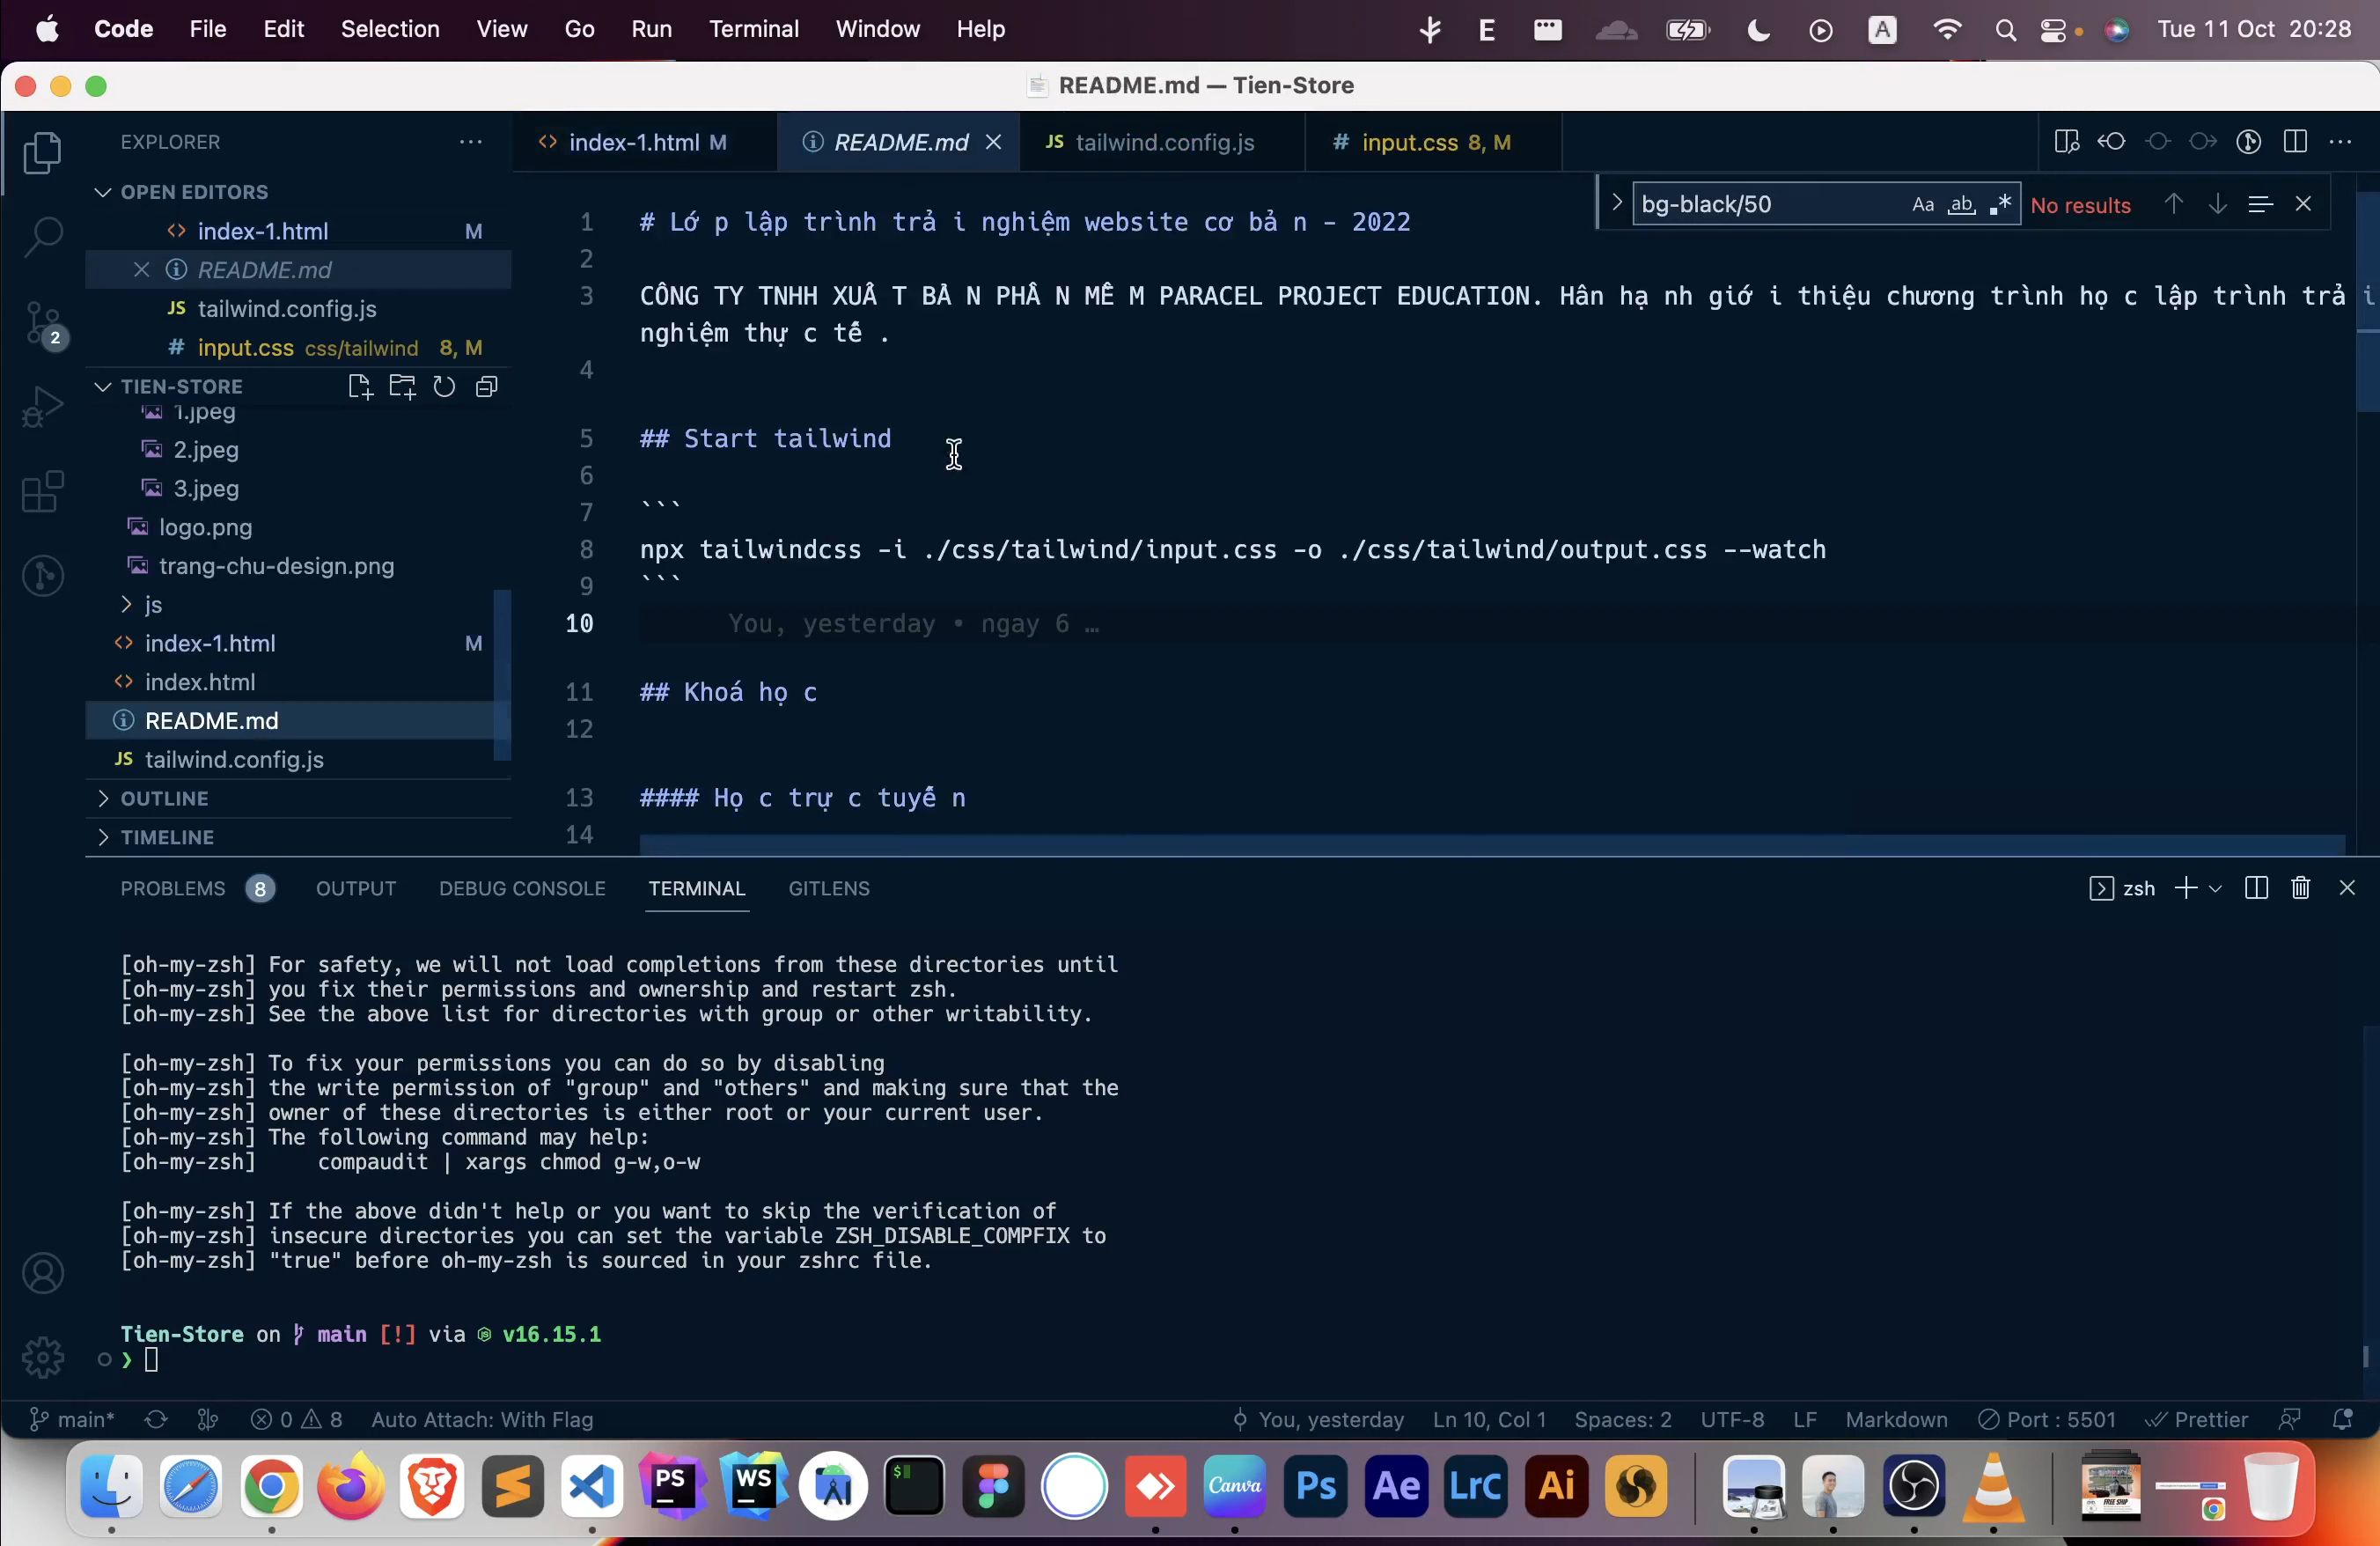 Code File Edit Selection View Go Run Terminal Window Help
E
A
Tue 11 Oct 20:28
README.md — Tien-Store
EXPLORER
index-1.html M
README.md
JS tailwind.config.js
# input.css 8, M
OPEN EDITORS
index-1.html M
README.md
JS tailwind.config.js
# input.css css/tailwind 8, M
TIEN-STORE
1.jpeg
2.jpeg
3.jpeg
logo.png
trang-chu-design.png
js
index-1.html M
index.html
README.md
JS tailwind.config.js
OUTLINE
TIMELINE
2
bg-black/50
Aa ab .* No results
1 # Lớ p lập trình trả i nghiệm website cơ bả n - 2022
2
3 CÔNG TY TNHH XUẤ T BẢ N PHẦ N MỀ M PARACEL PROJECT EDUCATION. Hân hạ nh giớ i thiệu chương trình họ c lập trình trả i
nghiệm thự c tế .
4
5 ## Start tailwind
6
7 ```
8 npx tailwindcss -i ./css/tailwind/input.css -o ./css/tailwind/output.css --watch
9 ```
10 You, yesterday • ngay 6 …
11 ## Khoá họ c
12
13 #### Họ c trự c tuyế n
14
PROBLEMS 8 OUTPUT DEBUG CONSOLE TERMINAL GITLENS
zsh
[oh-my-zsh] For safety, we will not load completions from these directories until
[oh-my-zsh] you fix their permissions and ownership and restart zsh.
[oh-my-zsh] See the above list for directories with group or other writability.
[oh-my-zsh] To fix your permissions you can do so by disabling
[oh-my-zsh] the write permission of "group" and "others" and making sure that the
[oh-my-zsh] owner of these directories is either root or your current user.
[oh-my-zsh] The following command may help:
[oh-my-zsh]     compaudit | xargs chmod g-w,o-w
[oh-my-zsh] If the above didn't help or you want to skip the verification of
[oh-my-zsh] insecure directories you can set the variable ZSH_DISABLE_COMPFIX to
[oh-my-zsh] "true" before oh-my-zsh is sourced in your zshrc file.
Tien-Store on main [!] via v16.15.1
❯
main* 0 8 Auto Attach: With Flag
You, yesterday Ln 10, Col 1 Spaces: 2 UTF-8 LF Markdown Port : 5501 Prettier
PS WS $ Canva Ps Ae LrC Ai
FREE SHIP